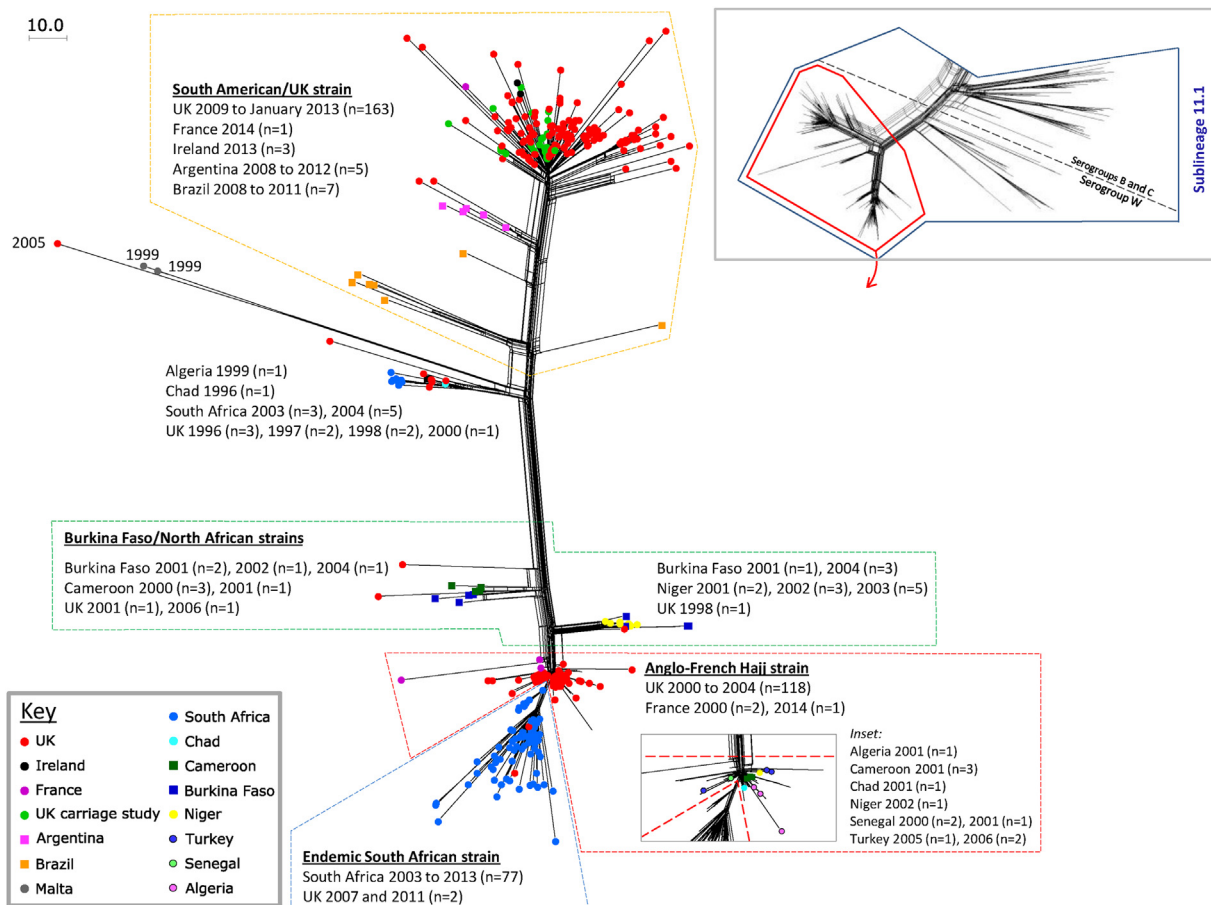 10.0
South American/UK strain
UK 2009 to January 2013 (n=163)
France 2014 (n=1)
Ireland 2013 (n=3)
Argentina 2008 to 2012 (n=5)
Brazil 2008 to 2011 (n=7)
Serogroups B and C
Serogroup W
Sublineage 11.1
2005
1999
1999
Algeria 1999 (n=1)
Chad 1996 (n=1)
South Africa 2003 (n=3), 2004 (n=5)
UK 1996 (n=3), 1997 (n=2), 1998 (n=2), 2000 (n=1)
Burkina Faso/North African strains
Burkina Faso 2001 (n=2), 2002 (n=1), 2004 (n=1)
Cameroon 2000 (n=3), 2001 (n=1)
UK 2001 (n=1), 2006 (n=1)
Burkina Faso 2001 (n=1), 2004 (n=3)
Niger 2001 (n=2), 2002 (n=3), 2003 (n=5)
UK 1998 (n=1)
Anglo-French Hajj strain
UK 2000 to 2004 (n=118)
France 2000 (n=2), 2014 (n=1)
Inset:
Algeria 2001 (n=1)
Cameroon 2001 (n=3)
Chad 2001 (n=1)
Niger 2002 (n=1)
Senegal 2000 (n=2), 2001 (n=1)
Turkey 2005 (n=1), 2006 (n=2)
Endemic South African strain
South Africa 2003 to 2013 (n=77)
UK 2007 and 2011 (n=2)
Key
UK
Ireland
France
UK carriage study
Argentina
Brazil
Malta
South Africa
Chad
Cameroon
Burkina Faso
Niger
Turkey
Senegal
Algeria